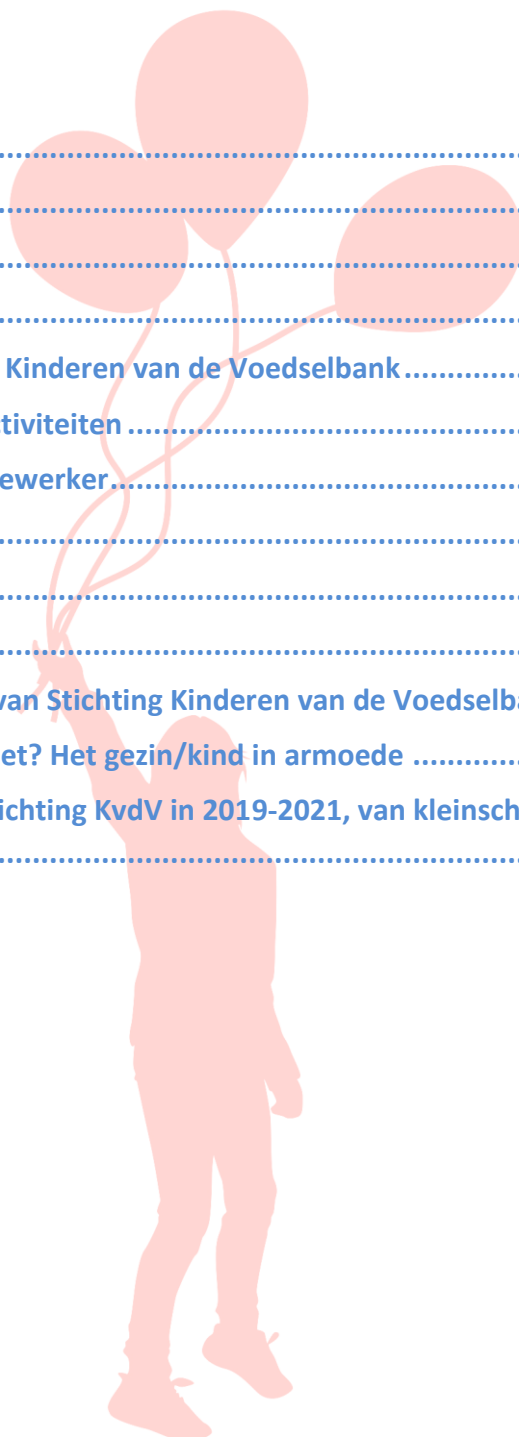 ................................................................
................................................................
................................................................
................................................................
Kinderen van de Voedselbank..............
ctiviteiten ................................................
ewerker...................................................
................................................................
................................................................
................................................................
van Stichting Kinderen van de Voedselba
et? Het gezin/kind in armoede .............
ichting KvdV in 2019-2021, van kleinsch
................................................................